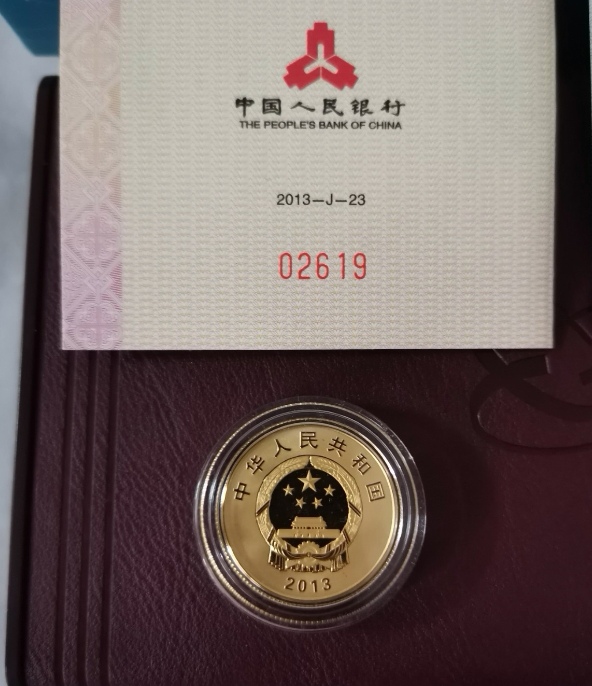 中国人民银行
THE PEOPLE'S BANK OF CHINA
2013—J—23
02619
中华人民共和国
2013